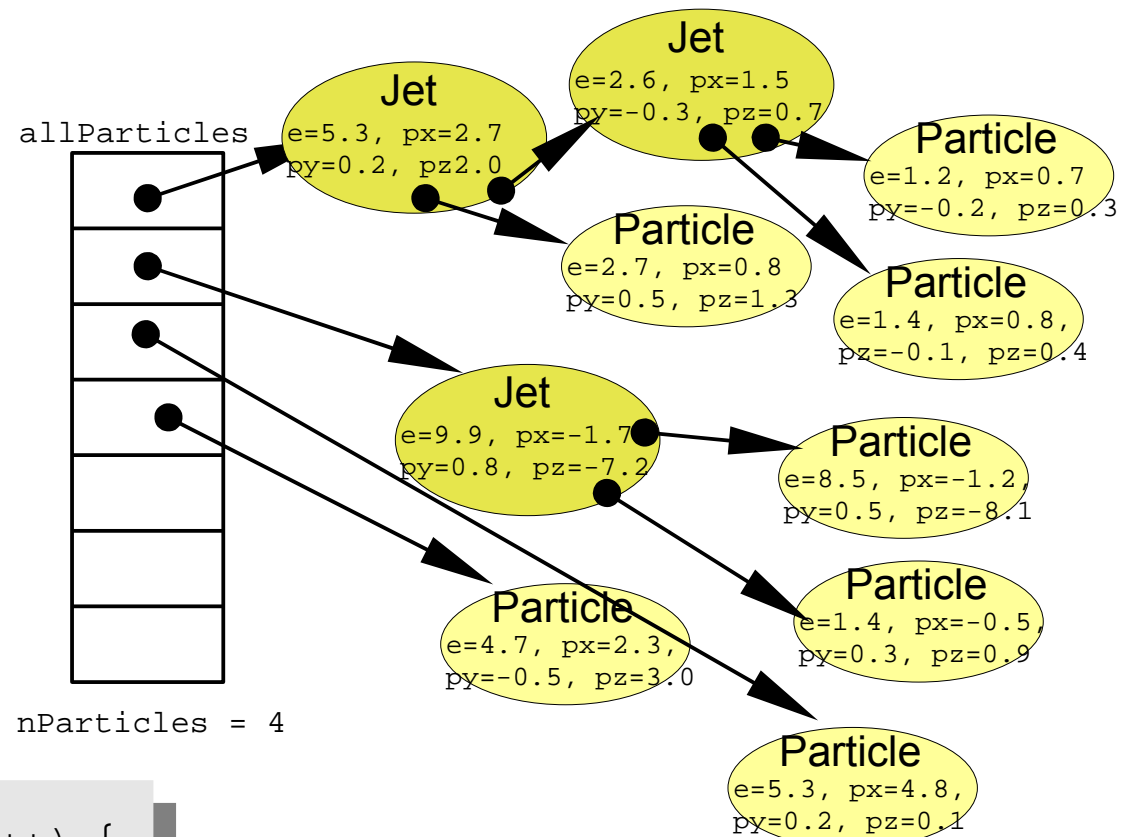 allParticles
Jet
e=5.3, px=2.7
py=0.2, pz2.0
Jet
e=2.6, px=1.5
py=-0.3, pz=0.7
Particle
e=1.2, px=0.7
py=-0.2, pz=0.3
Particle
e=2.7, px=0.8
py=0.5, pz=1.3
Particle
e=1.4, px=0.8,
pz=-0.1, pz=0.4
Jet
e=9.9, px=-1.7
py=0.8, pz=-7.2
Particle
e=8.5, px=-1.2,
py=0.5, pz=-8.1
Particle
e=1.4, px=-0.5,
py=0.3, pz=0.9
Particle
e=4.7, px=2.3,
py=-0.5, pz=3.0
Particle
e=5.3, px=4.8,
py=0.2, pz=0.1
nParticles = 4
) {